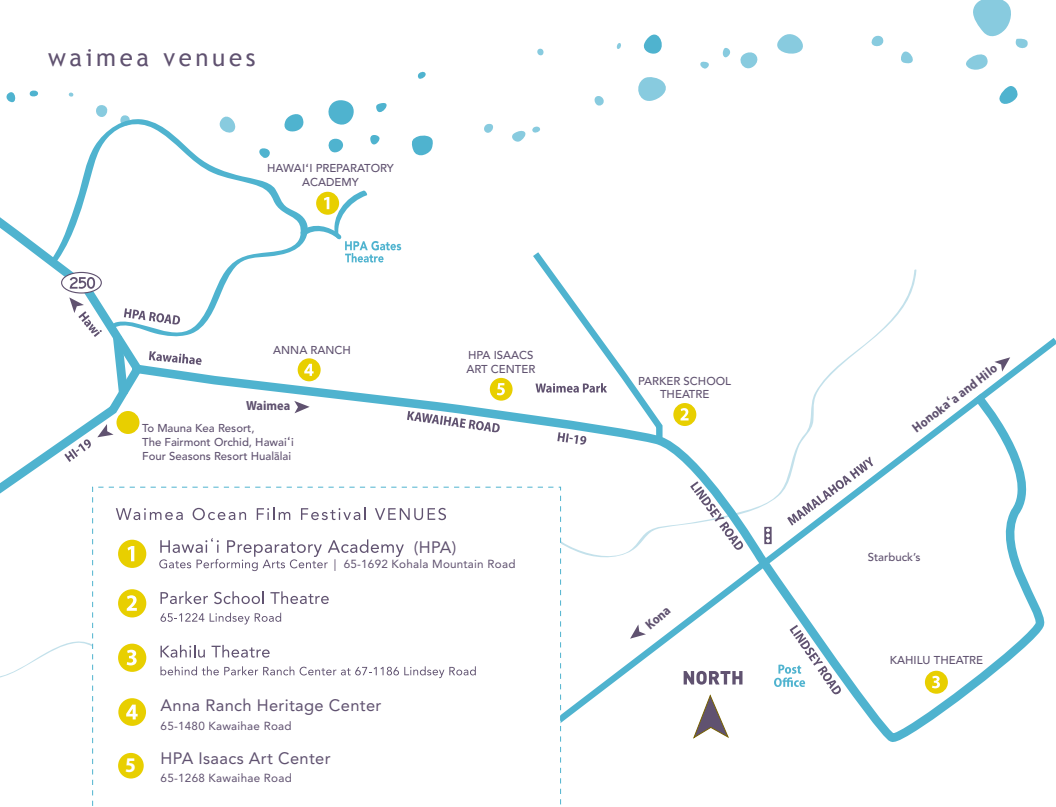 waimea venues
HAWAIʻI PREPARATORY
ACADEMY
1
HPA Gates
Theatre
250
Hawi
HPA ROAD
Kawaihae
ANNA RANCH
4
HPA ISAACS
ART CENTER
5
Waimea Park
PARKER SCHOOL
THEATRE
2
Waimea
KAWAIHAE ROAD
HI-19
HI-19
To Mauna Kea Resort,
The Fairmont Orchid, Hawaiʻi
Four Seasons Resort Hualālai
Honokaʻa and Hilo
MAMALAHOA HWY
LINDSEY ROAD
Starbuck's
Kona
LINDSEY ROAD
NORTH
Post
Office
KAHILU THEATRE
3
Waimea Ocean Film Festival VENUES
1
Hawaiʻi Preparatory Academy (HPA)
Gates Performing Arts Center | 65-1692 Kohala Mountain Road
2
Parker School Theatre
65-1224 Lindsey Road
3
Kahilu Theatre
behind the Parker Ranch Center at 67-1186 Lindsey Road
4
Anna Ranch Heritage Center
65-1480 Kawaihae Road
5
HPA Isaacs Art Center
65-1268 Kawaihae Road